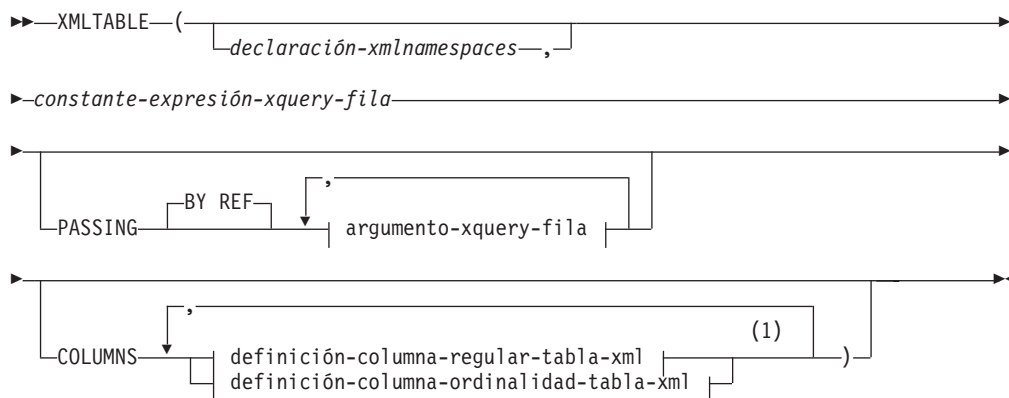 XMLTABLE (
declaración-xmlnamespaces ,
constante-expresión-xquery-fila
,
BY REF
PASSING argumento-xquery-fila
,
(1)
COLUMNS definición-columna-regular-tabla-xml )
definición-columna-ordinalidad-tabla-xml